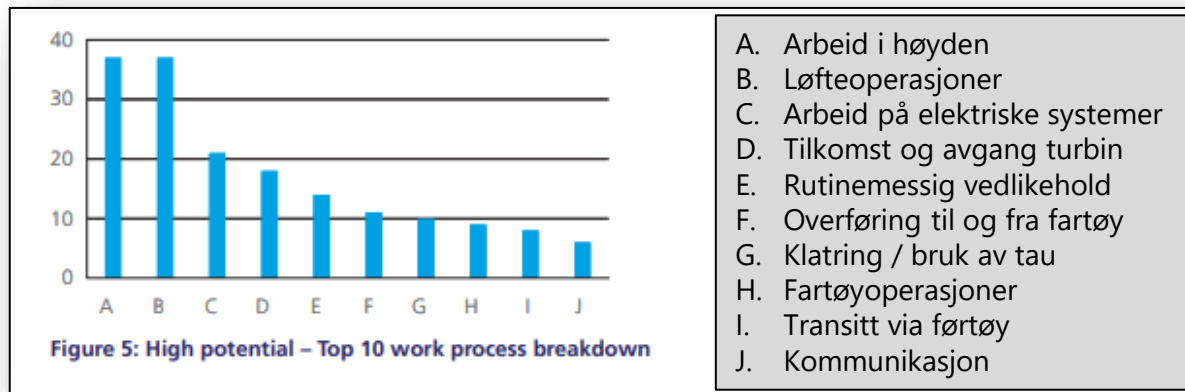 40
30
20
10
0
A B C D E F G H I J
Figure 5: High potential – Top 10 work process breakdown
A. Arbeid i høyden
B. Løfteoperasjoner
C. Arbeid på elektriske systemer
D. Tilkomst og avgang turbin
E. Rutinemessig vedlikehold
F. Overføring til og fra fartøy
G. Klatring / bruk av tau
H. Fartøyoperasjoner
I. Transitt via førtøy
J. Kommunikasjon